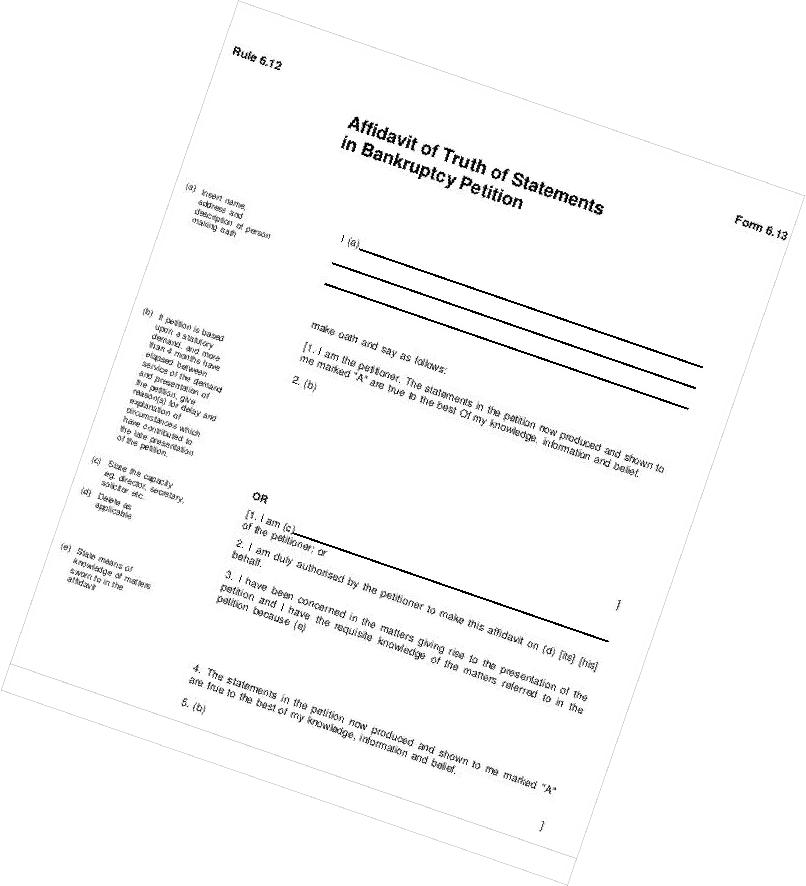 Rule 6.12
Form 6.13
Affidavit of Truth of Statements
in Bankruptcy Petition
(a) Insert name,
address and
description of person
making oath
I (a)
make oath and say as follows:
[1. I am the petitioner. The statements in the petition now produced and shown to
me marked "A" are true to the best Of my knowledge, information and belief.
2. (b)
(b) If petition is based
upon a statutory
demand, and more
than 4 months have
elapsed between
service of the demand
and presentation of
the petition, give
reason(s) for delay and
explanation of
circumstances which
have contributed to
the late presentation
of the petition.
]
OR
(c) State the capacity
eg. director, secretary,
solicitor etc.
(d) Delete as
applicable
[1. I am (c)
of the petitioner; or
2. I am duly authorised by the petitioner to make this affidavit on (d) [its] [his]
behalf.
(e) State means of
knowledge of matters
sworn to in the
affidavit
3. I have been concerned in the matters giving rise to the presentation of the
petition and I have the requisite knowledge of the matters referred to in the
petition because (e)
4. The statements in the petition now produced and shown to me marked "A"
are true to the best of my knowledge, information and belief.
5. (b)
]